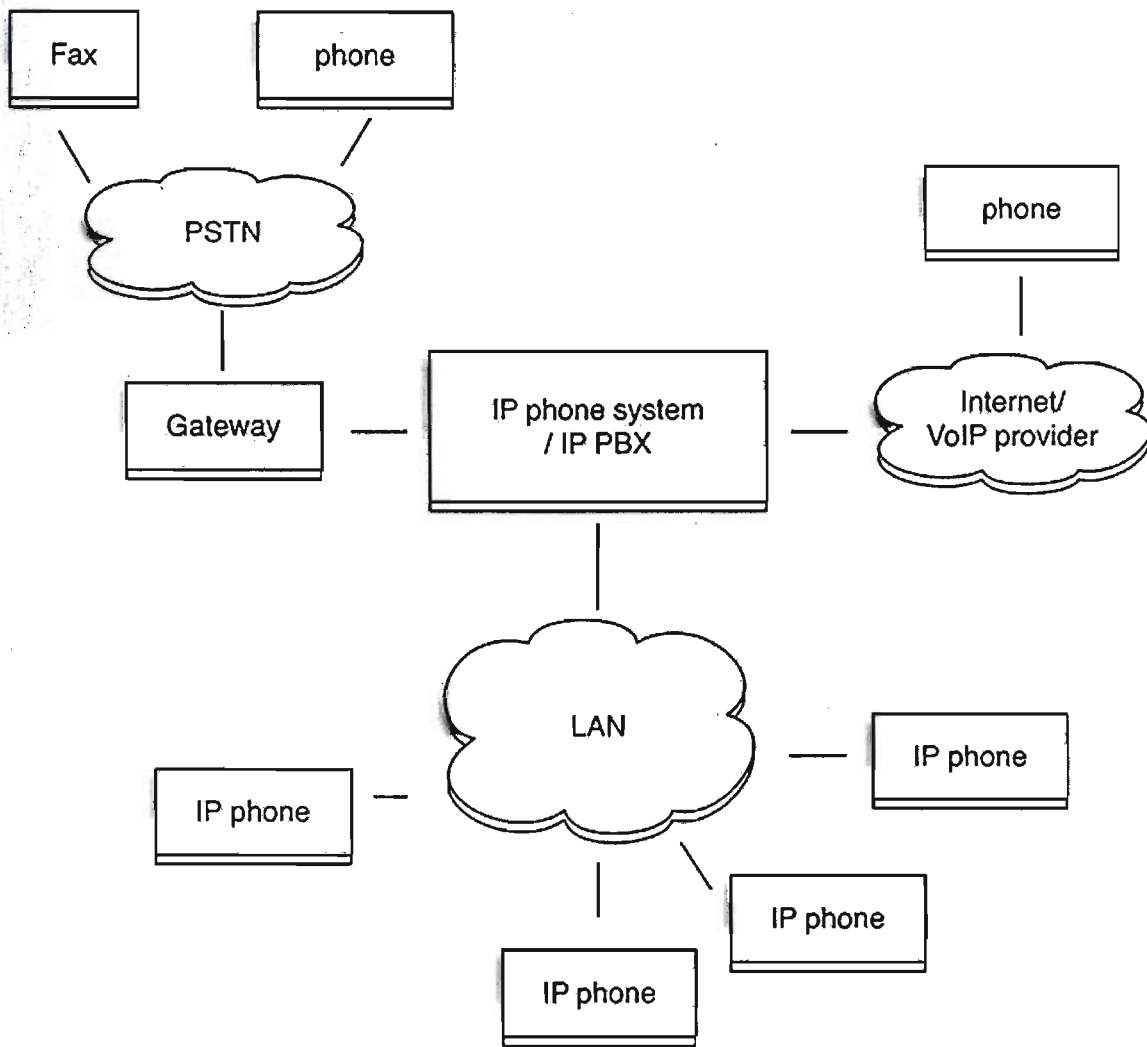 Fax
phone
PSTN
phone
Gateway
IP phone system
/ IP PBX
Internet/
VoIP provider
LAN
IP phone
IP phone
IP phone
IP phone